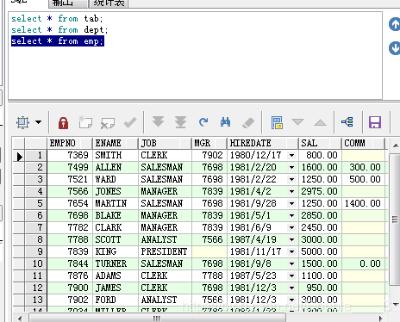 SQL 输出 统计表
select * from tab;
select * from dept;
select * from emp;
EMPNO ENAME JOB MGR HIREDATE SAL COMM
1 7369 SMITH CLERK 7902 1980/12/17 800.00
2 7499 ALLEN SALESMAN 7698 1981/2/20 1600.00 300.00
3 7521 WARD SALESMAN 7698 1981/2/22 1250.00 500.00
4 7566 JONES MANAGER 7839 1981/4/2 2975.00
5 7654 MARTIN SALESMAN 7698 1981/9/28 1250.00 1400.00
6 7698 BLAKE MANAGER 7839 1981/5/1 2850.00
7 7782 CLARK MANAGER 7839 1981/6/9 2450.00
8 7788 SCOTT ANALYST 7566 1987/4/19 3000.00
9 7839 KING PRESIDENT 1981/11/17 5000.00
10 7844 TURNER SALESMAN 7698 1981/9/8 1500.00 0.00
11 7876 ADAMS CLERK 7788 1987/5/23 1100.00
12 7900 JAMES CLERK 7698 1981/12/3 950.00
13 7902 FORD ANALYST 7566 1981/12/3 3000.00
14 7934 MILLER CLERK